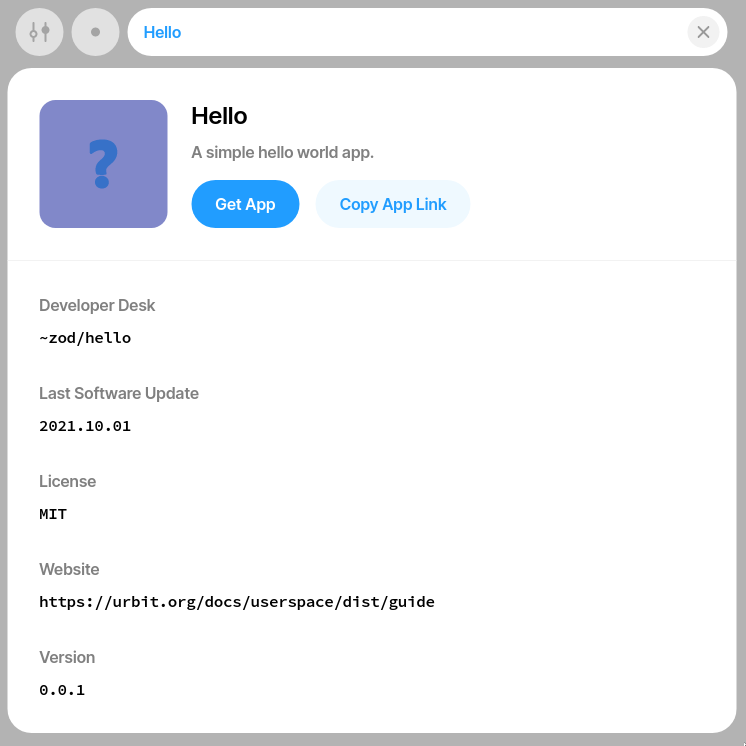 Hello
?
Hello
A simple hello world app.
Get App
Copy App Link
Developer Desk
~zod/hello
Last Software Update
2021.10.01
License
MIT
Website
https://urbit.org/docs/userspace/dist/guide
Version
0.0.1